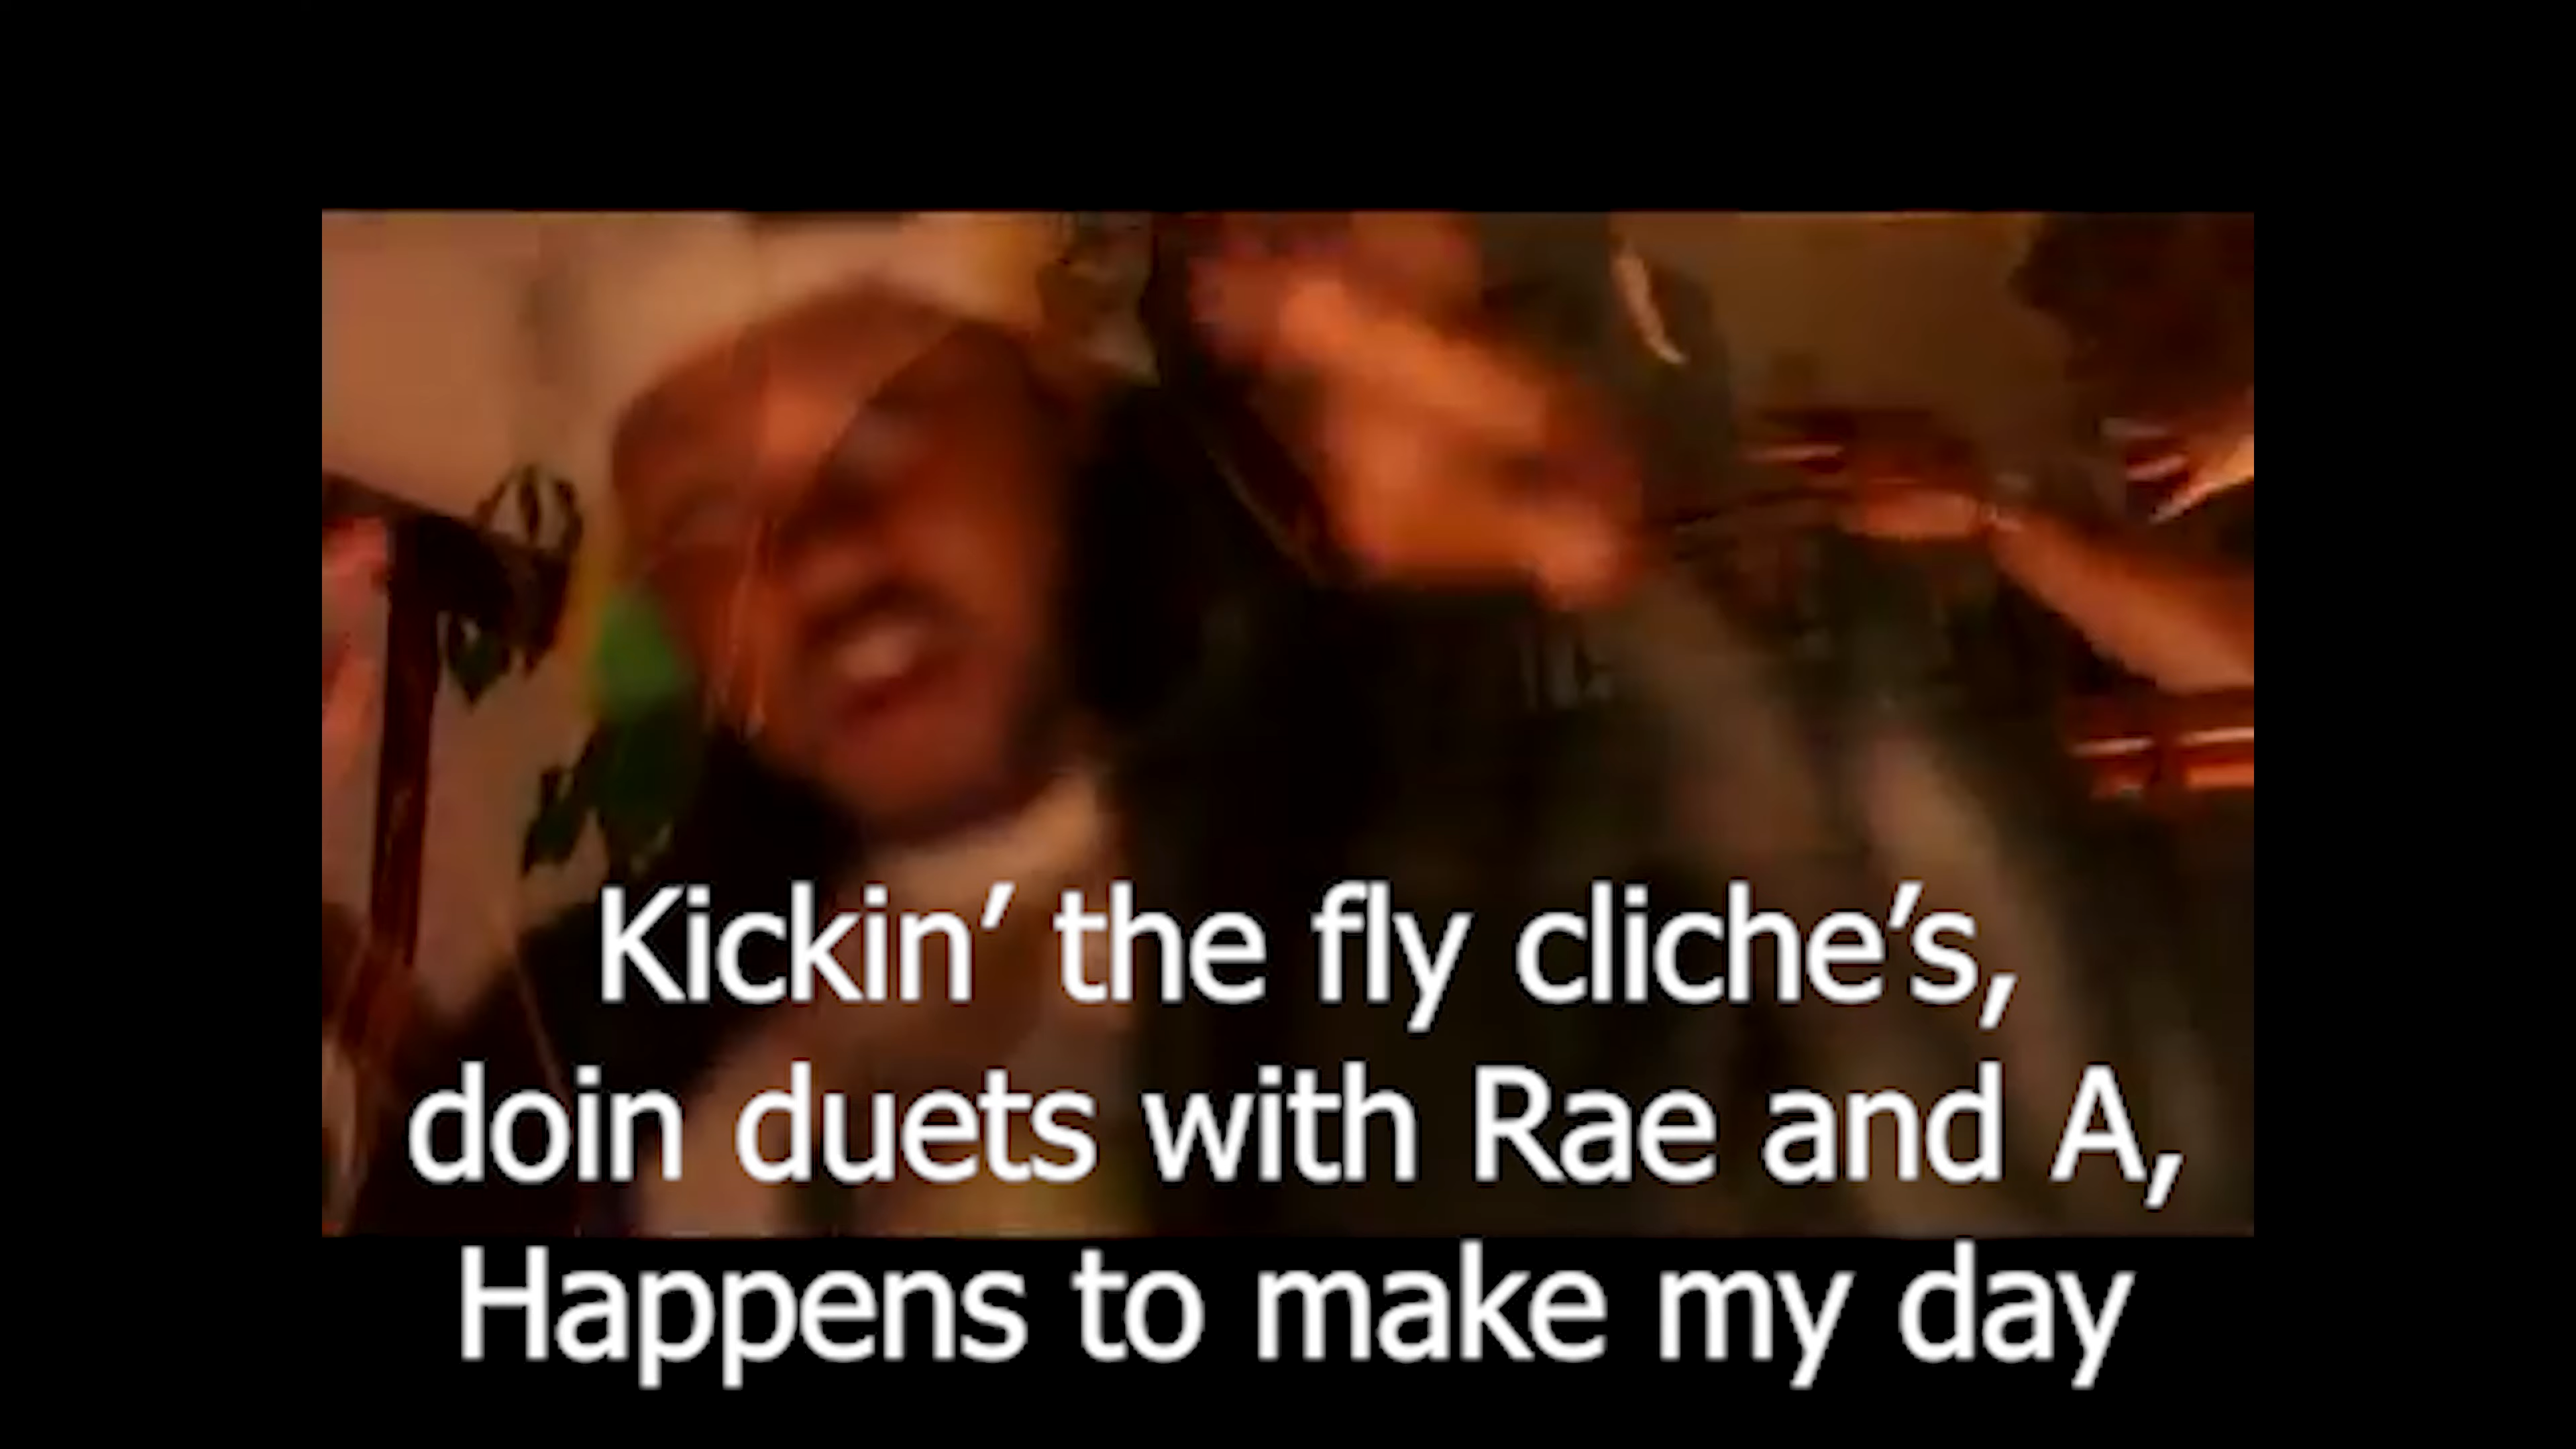 Kickin’ the fly cliche’s,
doin duets with Rae and A,
Happens to make my day